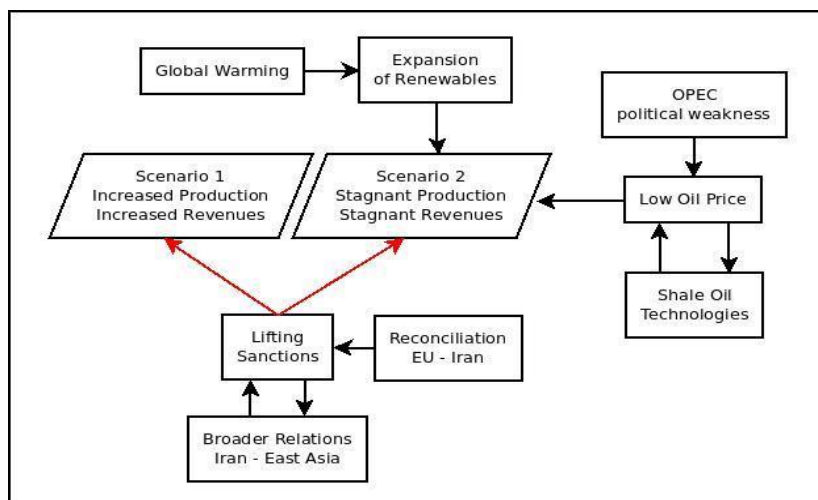 Global Warming
Expansion
of Renewables
OPEC
political weakness
Scenario 1
Increased Production
Increased Revenues
Scenario 2
Stagnant Production
Stagnant Revenues
Low Oil Price
Shale Oil
Technologies
Lifting
Sanctions
Reconciliation
EU - Iran
Broader Relations
Iran - East Asia